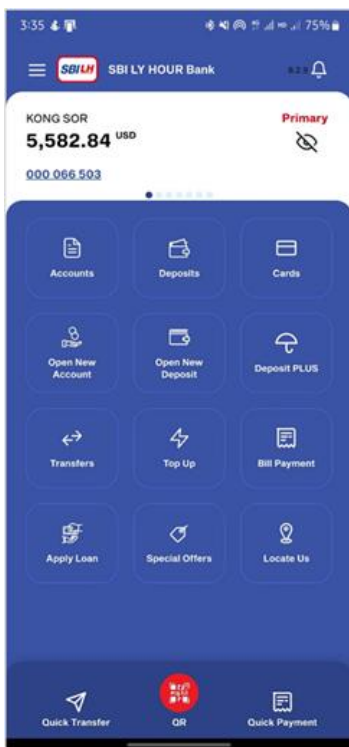 3:35 75%
SBI LH SBI LY HOUR Bank
KONG SOR Primary
5,582.84 USD
000 066 503
Accounts Deposits Cards
Open New Account Open New Deposit Deposit PLUS
Transfers Top Up Bill Payment
Apply Loan Special Offers Locate Us
Quick Transfer QR Quick Payment